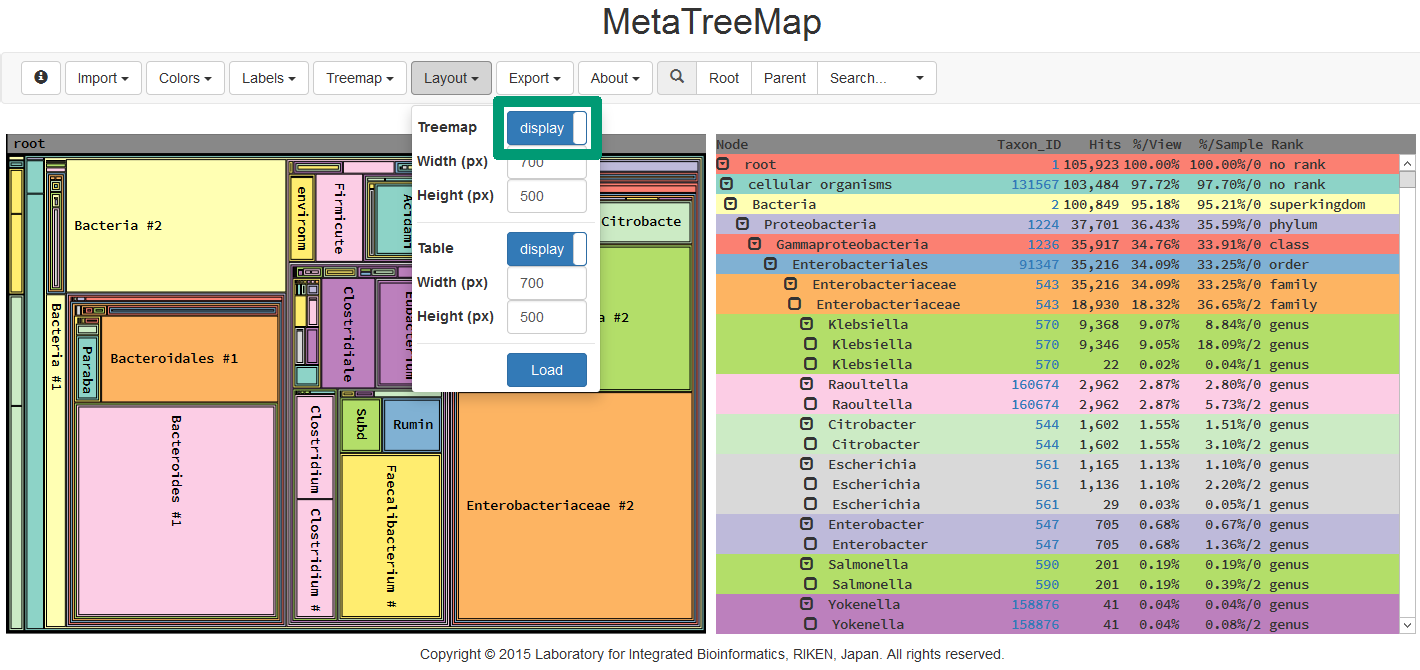 MetaTreeMap
Import Colors Labels Treemap Layout Export About Root Parent Search...
Treemap display
Width (px) 700
Height (px) 500
Table display
Width (px) 700
Height (px) 500
Load
root
Bacteria #2
Bacteria #1
Paraba
Bacteroidales #1
Bacteroides #1
environm
Firmicute
Acidami
Clostridiale
Eubacterium
Clostridium
Clostridium #
Subd
Rumin
Faecalibacterium #
Citrobacte
a #2
Enterobacteriaceae #2
Node Taxon_ID Hits %/View %/Sample Rank
root 1 105,923 100.00% 100.00%/0 no rank
cellular organisms 131567 103,484 97.72% 97.70%/0 no rank
Bacteria 2 100,849 95.18% 95.21%/0 superkingdom
Proteobacteria 1224 37,701 36.43% 35.59%/0 phylum
Gammaproteobacteria 1236 35,917 34.76% 33.91%/0 class
Enterobacteriales 91347 35,216 34.09% 33.25%/0 order
Enterobacteriaceae 543 35,216 34.09% 33.25%/0 family
Enterobacteriaceae 543 18,930 18.32% 36.65%/2 family
Klebsiella 570 9,368 9.07% 8.84%/0 genus
Klebsiella 570 9,346 9.05% 18.09%/2 genus
Klebsiella 570 22 0.02% 0.04%/1 genus
Raoultella 160674 2,962 2.87% 2.80%/0 genus
Raoultella 160674 2,962 2.87% 5.73%/2 genus
Citrobacter 544 1,602 1.55% 1.51%/0 genus
Citrobacter 544 1,602 1.55% 3.10%/2 genus
Escherichia 561 1,165 1.13% 1.10%/0 genus
Escherichia 561 1,136 1.10% 2.20%/2 genus
Escherichia 561 29 0.03% 0.05%/1 genus
Enterobacter 547 705 0.68% 0.67%/0 genus
Enterobacter 547 705 0.68% 1.36%/2 genus
Salmonella 590 201 0.19% 0.19%/0 genus
Salmonella 590 201 0.19% 0.39%/2 genus
Yokenella 158876 41 0.04% 0.04%/0 genus
Yokenella 158876 41 0.04% 0.08%/2 genus
Copyright © 2015 Laboratory for Integrated Bioinformatics, RIKEN, Japan. All rights reserved.